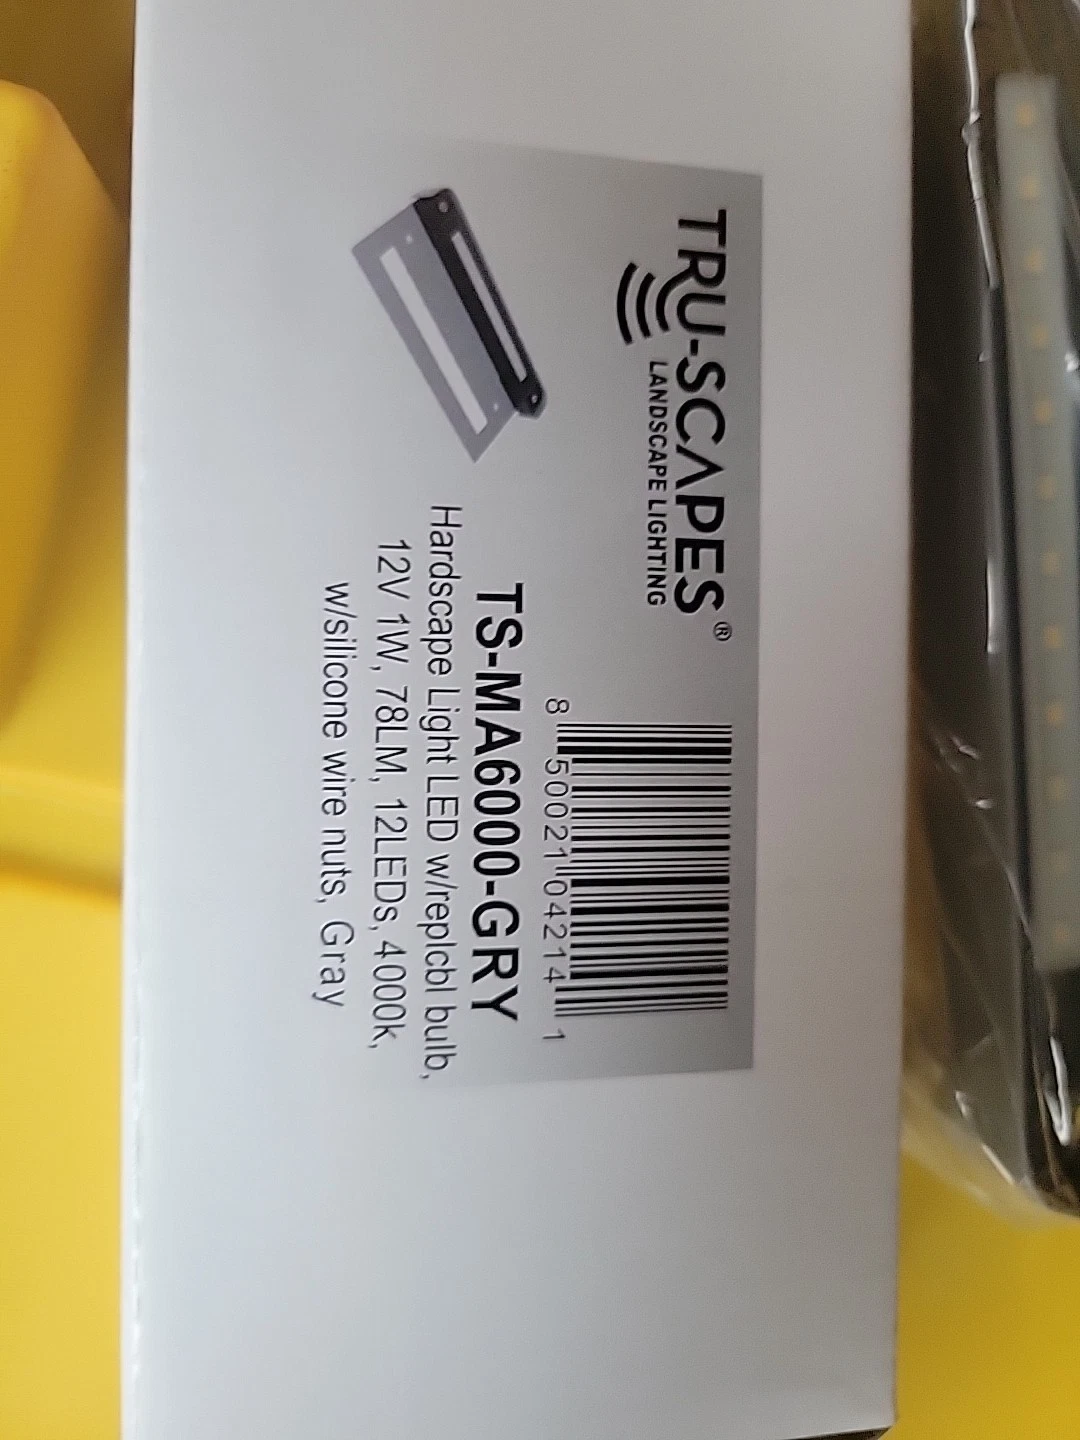 TRU-SCAPES®
LANDSCAPE LIGHTING
8 50021 04214 1
TS-MA6000-GRY
Hardscape Light LED w/replcbl bulb,
12V 1W, 78LM, 12LEDs, 4000k,
w/silicone wire nuts, Gray